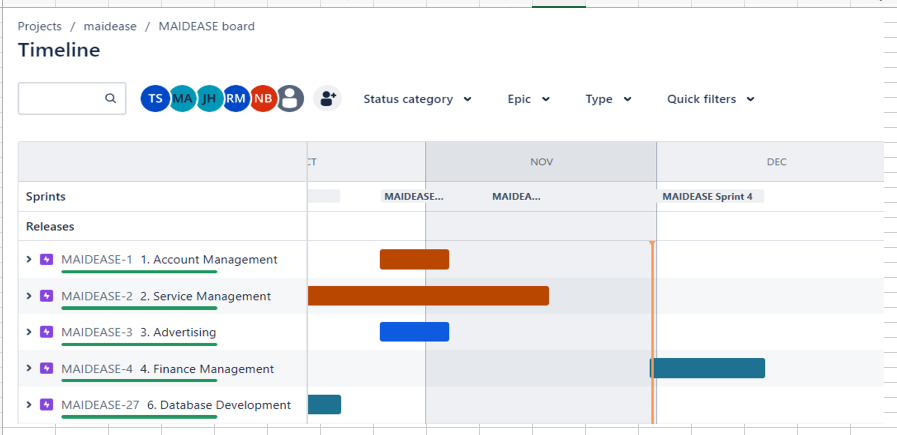 Projects / maidease / MAIDEASE board
Timeline
TS MA JH RM NB Status category Epic Type Quick filters
CT NOV DEC
Sprints MAIDEASE... MAIDEA... MAIDEASE Sprint 4
Releases
MAIDEASE-1 1. Account Management
MAIDEASE-2 2. Service Management
MAIDEASE-3 3. Advertising
MAIDEASE-4 4. Finance Management
MAIDEASE-27 6. Database Development